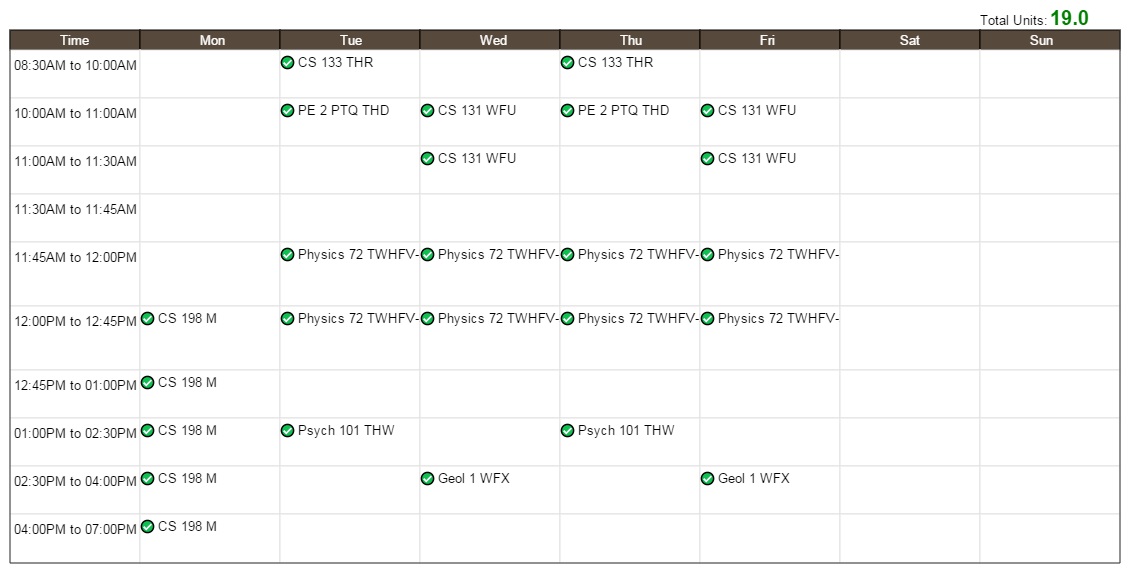 Total Units: 19.0
Time Mon Tue Wed Thu Fri Sat Sun
08:30AM to 10:00AM CS 133 THR CS 133 THR
10:00AM to 11:00AM PE 2 PTQ THD CS 131 WFU PE 2 PTQ THD CS 131 WFU
11:00AM to 11:30AM CS 131 WFU CS 131 WFU
11:30AM to 11:45AM
11:45AM to 12:00PM Physics 72 TWHFV- Physics 72 TWHFV- Physics 72 TWHFV- Physics 72 TWHFV-
12:00PM to 12:45PM CS 198 M Physics 72 TWHFV- Physics 72 TWHFV- Physics 72 TWHFV- Physics 72 TWHFV-
12:45PM to 01:00PM CS 198 M
01:00PM to 02:30PM CS 198 M Psych 101 THW Psych 101 THW
02:30PM to 04:00PM CS 198 M Geol 1 WFX Geol 1 WFX
04:00PM to 07:00PM CS 198 M